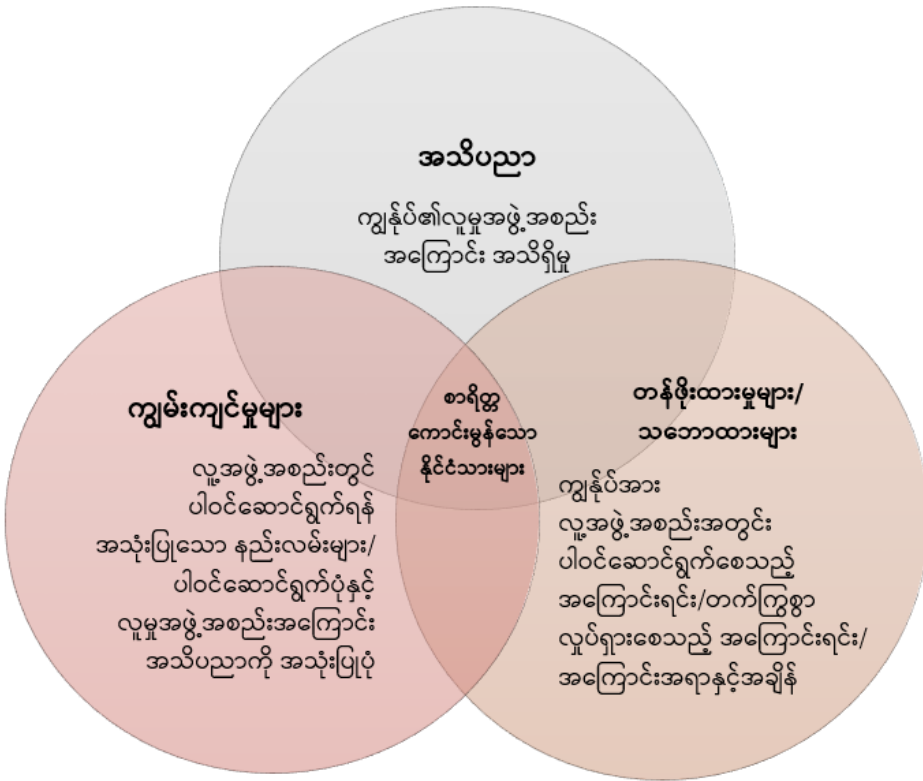 အသိပညာ
ကျွန်ုပ်၏လူမှုအဖွဲ့အစည်း
အကြောင်း အသိရှိမှု
ကျွမ်းကျင်မှုများ
လူ့အဖွဲ့အစည်းတွင်
ပါဝင်ဆောင်ရွက်ရန်
အသုံးပြုသော နည်းလမ်းများ/
ပါဝင်ဆောင်ရွက်ပုံနှင့်
လူမှုအဖွဲ့အစည်းအကြောင်း
အသိပညာကို အသုံးပြုပုံ
စာရိတ္တ
ကောင်းမွန်သော
နိုင်ငံသားများ
တန်ဖိုးထားမှုများ/
သဘောထားများ
ကျွန်ုပ်အား
လူ့အဖွဲ့အစည်းအတွင်း
ပါဝင်ဆောင်ရွက်စေသည့်
အကြောင်းရင်း/တက်ကြွစွာ
လှုပ်ရှားစေသည့် အကြောင်းရင်း/
အကြောင်းအရာနှင့်အချိန်